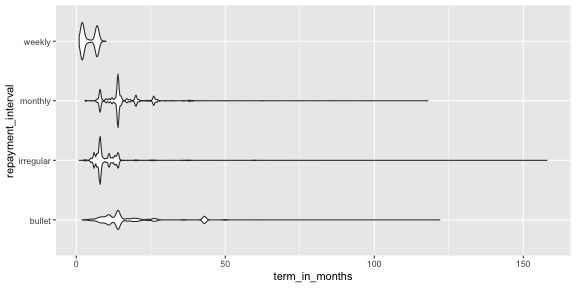 repayment_interval
weekly
monthly
irregular
bullet
0
50
100
150
term_in_months